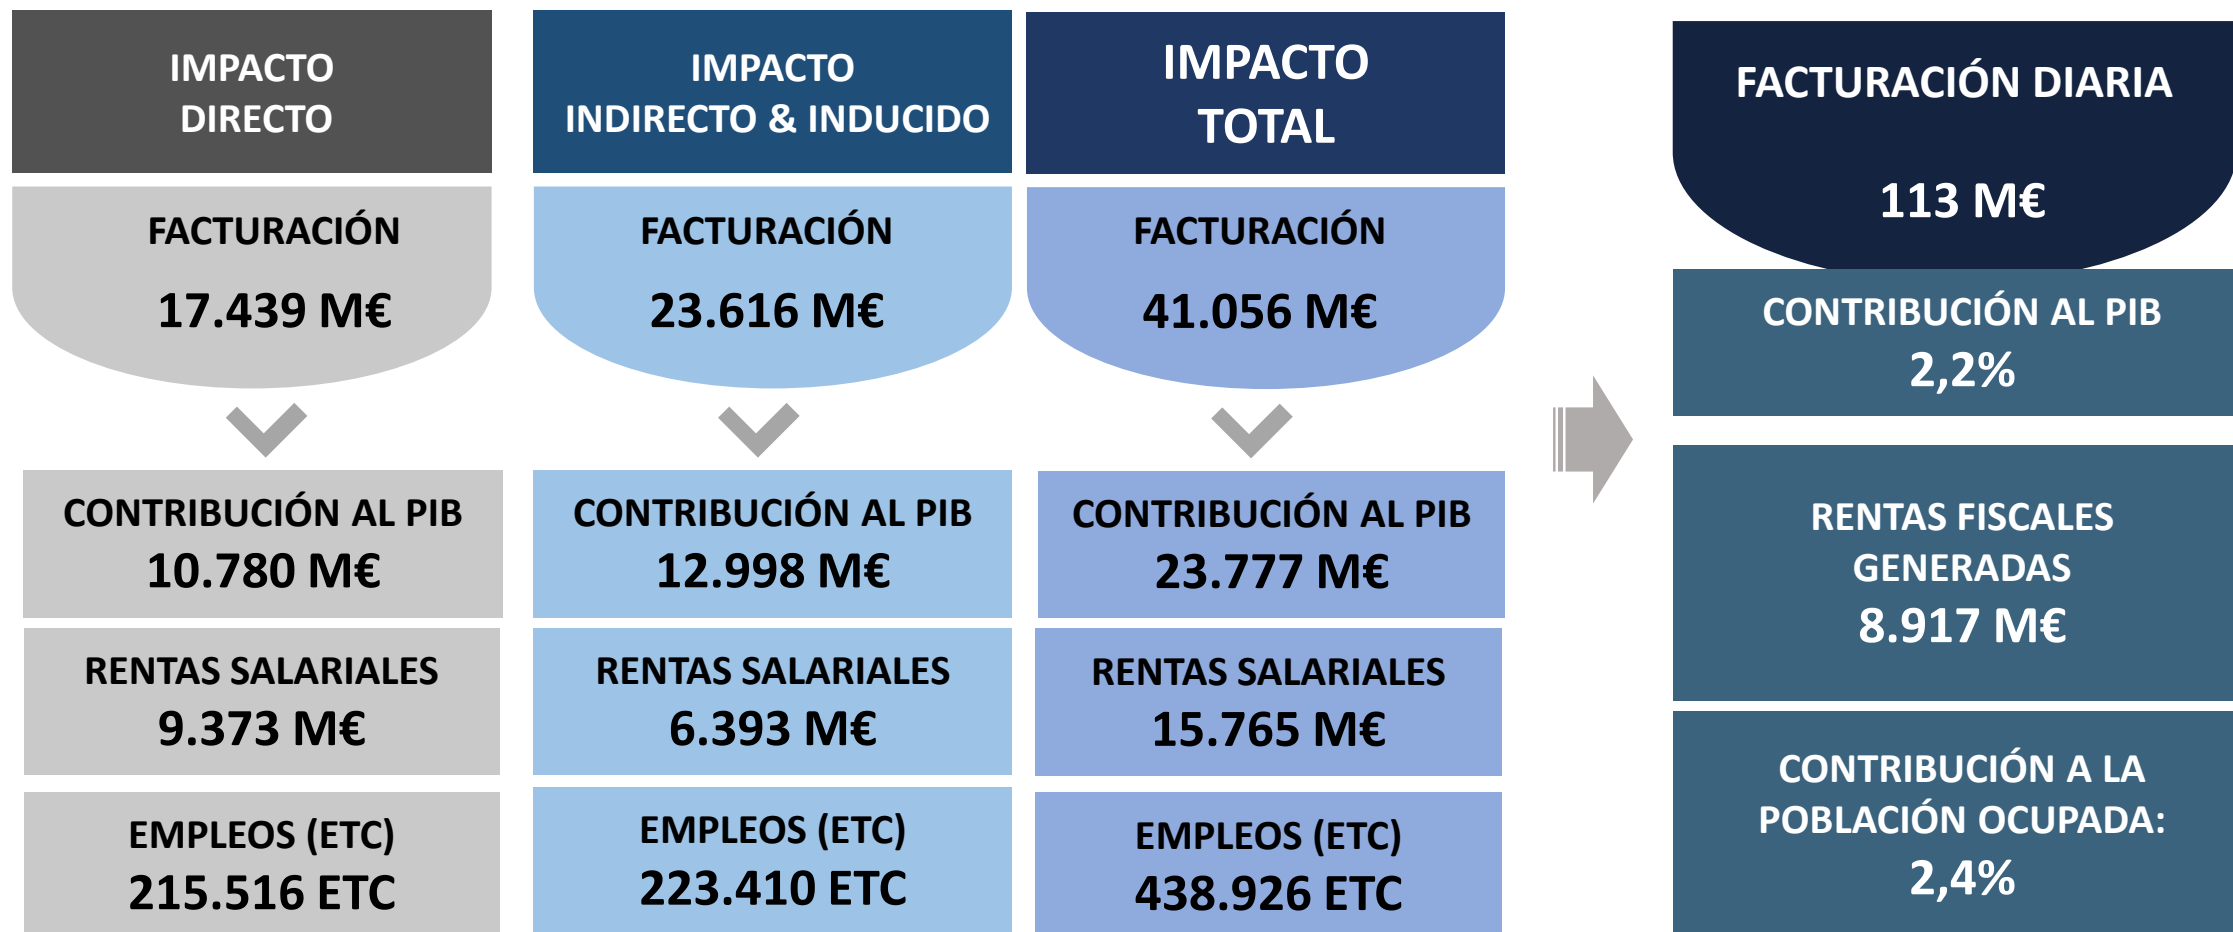 IMPACTO
DIRECTO
FACTURACIÓN
17.439 M€
CONTRIBUCIÓN AL PIB
10.780 M€
RENTAS SALARIALES
9.373 M€
EMPLEOS (ETC)
215.516 ETC
IMPACTO
INDIRECTO & INDUCIDO
FACTURACIÓN
23.616 M€
CONTRIBUCIÓN AL PIB
12.998 M€
RENTAS SALARIALES
6.393 M€
EMPLEOS (ETC)
223.410 ETC
IMPACTO
TOTAL
FACTURACIÓN
41.056 M€
CONTRIBUCIÓN AL PIB
23.777 M€
RENTAS SALARIALES
15.765 M€
EMPLEOS (ETC)
438.926 ETC
FACTURACIÓN DIARIA
113 M€
CONTRIBUCIÓN AL PIB
2,2%
RENTAS FISCALES
GENERADAS
8.917 M€
CONTRIBUCIÓN A LA
POBLACIÓN OCUPADA:
2,4%